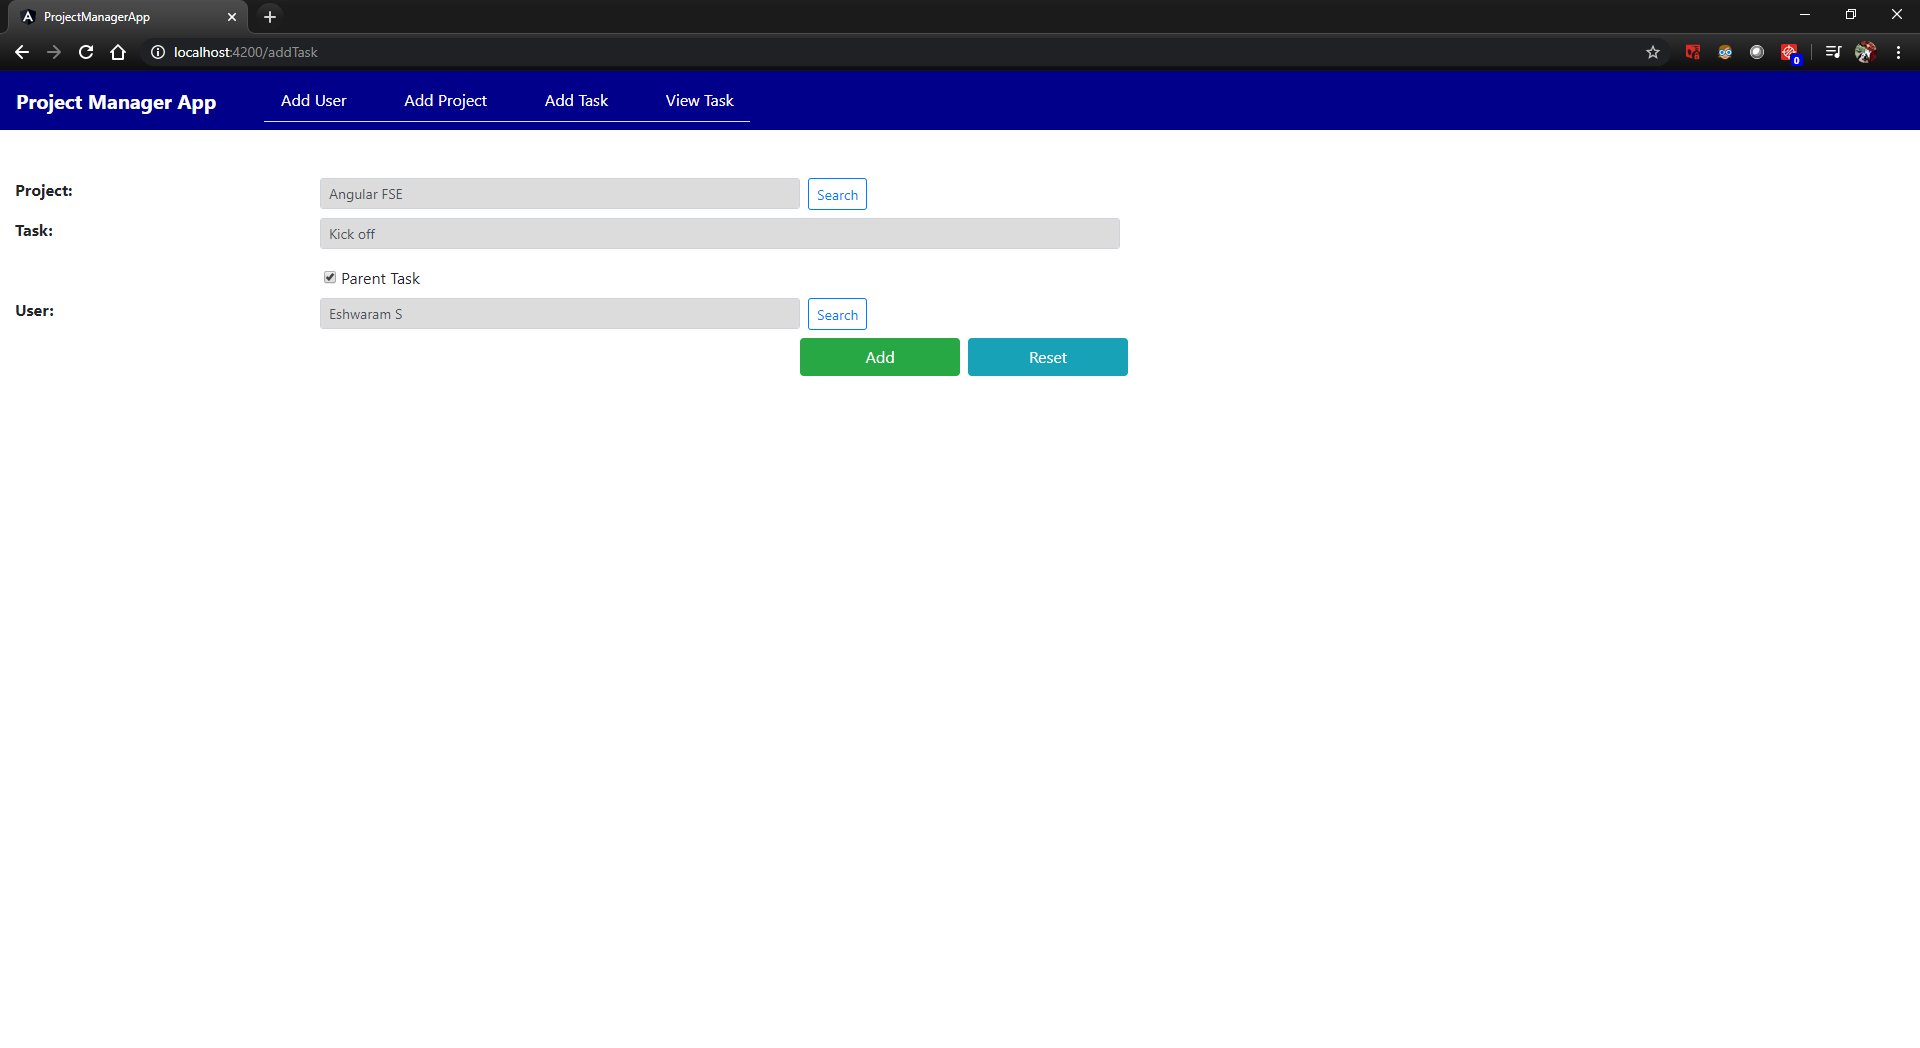 ProjectManagerApp
localhost:4200/addTask
0
Project Manager App Add User Add Project Add Task View Task
Project: Angular FSE Search
Task: Kick off
Parent Task
User: Eshwaram S Search
Add Reset